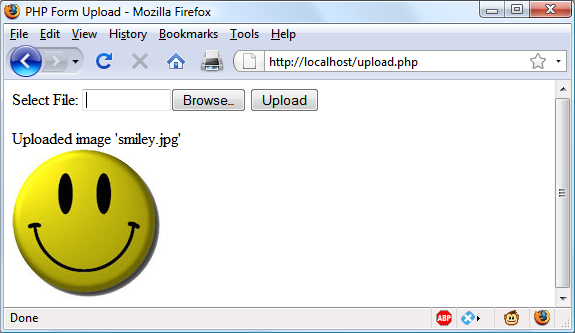 PHP Form Upload - Mozilla Firefox
File Edit View History Bookmarks Tools Help
http://localhost/upload.php
Select File: Browse... Upload
Uploaded image 'smiley.jpg'
Done ABP